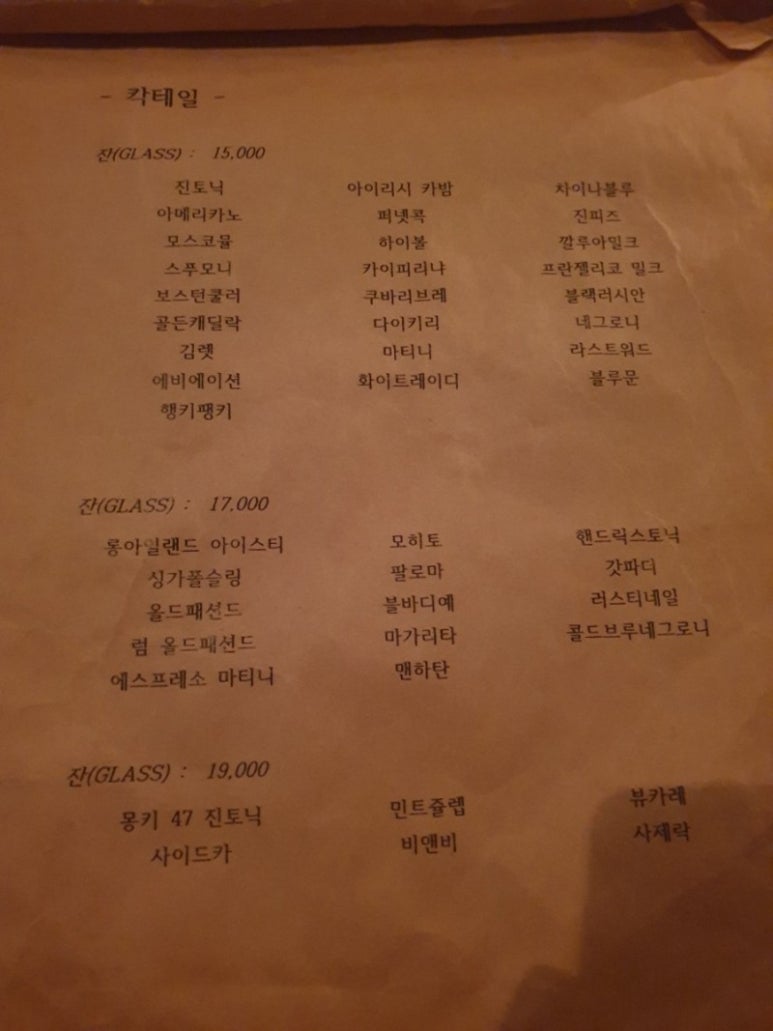 - 칵테일 -
잔(GLASS) : 15,000
진토닉 아이리시 카밤 차이나블루
아메리카노 퍼넷콕 진피즈
모스코뮬 하이볼 깔루아밀크
스푸모니 카이피리냐 프란젤리코 밀크
보스턴쿨러 쿠바리브레 블랙러시안
골든캐딜락 다이키리 네그로니
김렛 마티니 라스트워드
에비에이션 화이트레이디 블루문
행키팽키
잔(GLASS) : 17,000
롱아일랜드 아이스티 모히토 핸드릭스토닉
싱가폴슬링 팔로마 갓파디
올드패션드 블바디에 러스티네일
럼 올드패션드 마가리타 콜드브루네그로니
에스프레소 마티니 맨하탄
잔(GLASS) : 19,000
몽키 47 진토닉 민트쥴렙 뷰카레
사이드카 비앤비 사제락